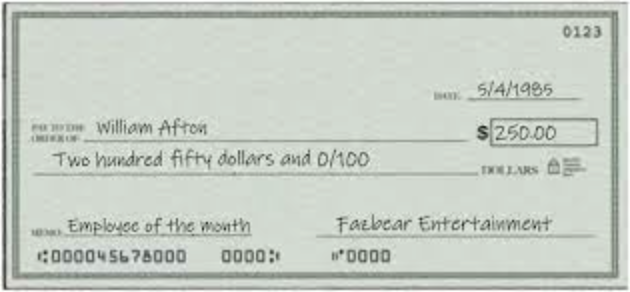 0123
DATE 5/4/1985
PAY TO THE
ORDER OF William Afton $ 250.00
Two hundred fifty dollars and 0/100 DOLLARS
MEMO Employee of the month Fazbear Entertainment
⑆000045678000 0000⑆ ⑈0000